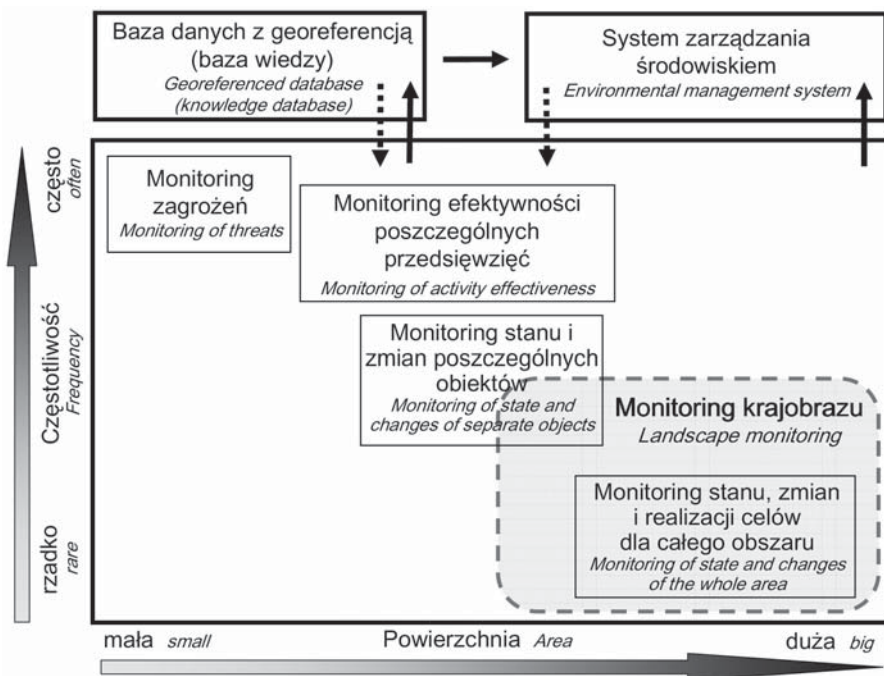 Baza danych z georeferencją
(baza wiedzy)
Georeferenced database
(knowledge database)
System zarządzania
środowiskiem
Environmental management system
często
often
Częstotliwość
Frequency
rzadko
rare
Monitoring
zagrożeń
Monitoring of threats
Monitoring efektywności
poszczególnych
przedsięwzięć
Monitoring of activity effectiveness
Monitoring stanu i
zmian poszczególnych
obiektów
Monitoring of state and
changes of separate objects
Monitoring krajobrazu
Landscape monitoring
Monitoring stanu, zmian
i realizacji celów
dla całego obszaru
Monitoring of state and changes
of the whole area
mała small
Powierzchnia Area
duża big